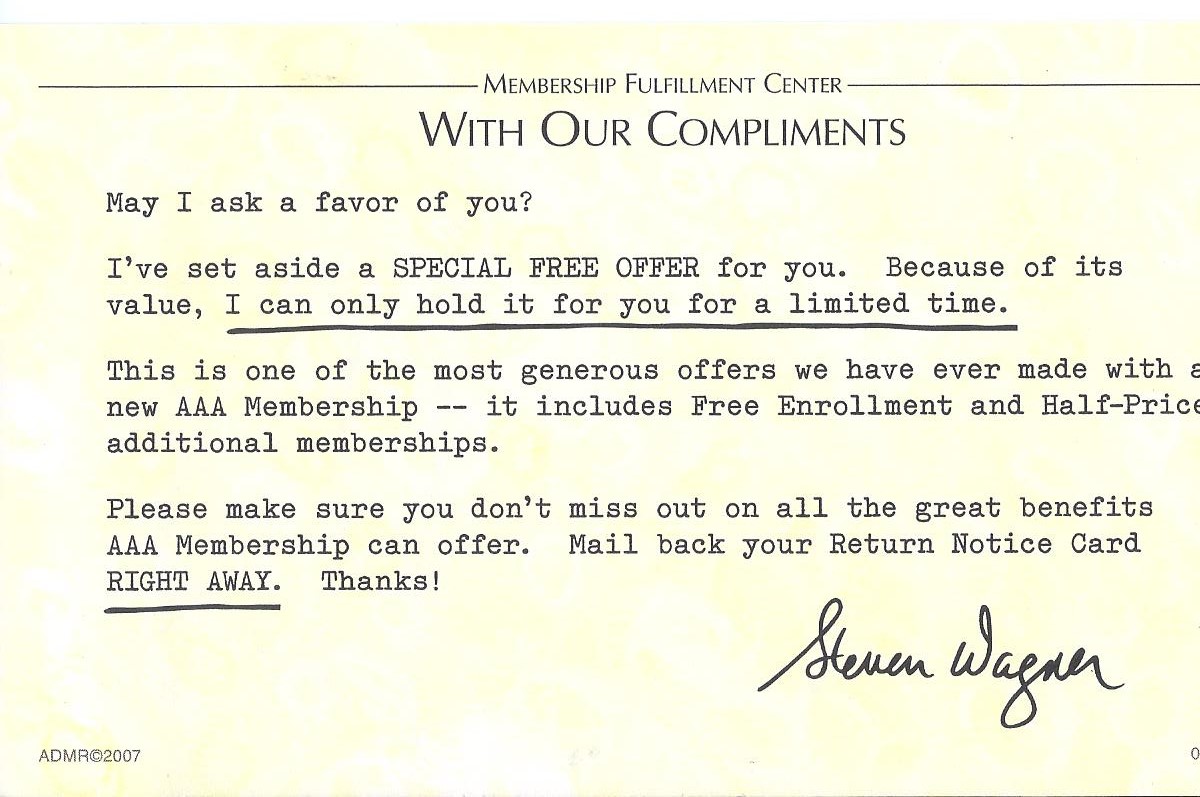 MEMBERSHIP FULFILLMENT CENTER
WITH OUR COMPLIMENTS
May I ask a favor of you?
I've set aside a SPECIAL FREE OFFER for you.  Because of its
value, I can only hold it for you for a limited time.
This is one of the most generous offers we have ever made with a
new AAA Membership -- it includes Free Enrollment and Half-Price
additional memberships.
Please make sure you don't miss out on all the great benefits
AAA Membership can offer.  Mail back your Return Notice Card
RIGHT AWAY.  Thanks!
Steven Wagner
ADMR©2007
0